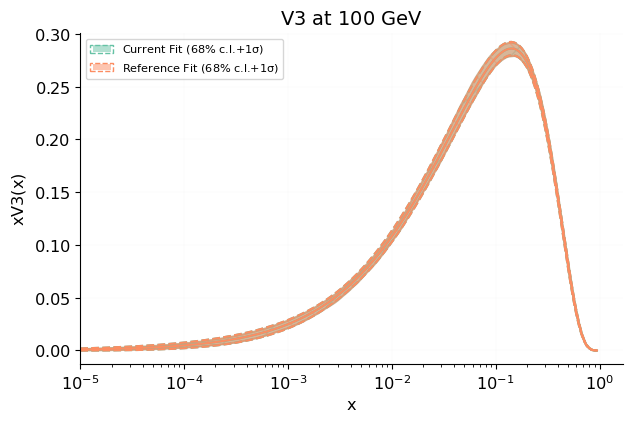 V3 at 100 GeV
Current Fit (68% c.l.+1σ)
Reference Fit (68% c.l.+1σ)
xV3(x)
0.30
0.25
0.20
0.15
0.10
0.05
0.00
10⁻⁵ 10⁻⁴ 10⁻³ 10⁻² 10⁻¹ 10⁰
x